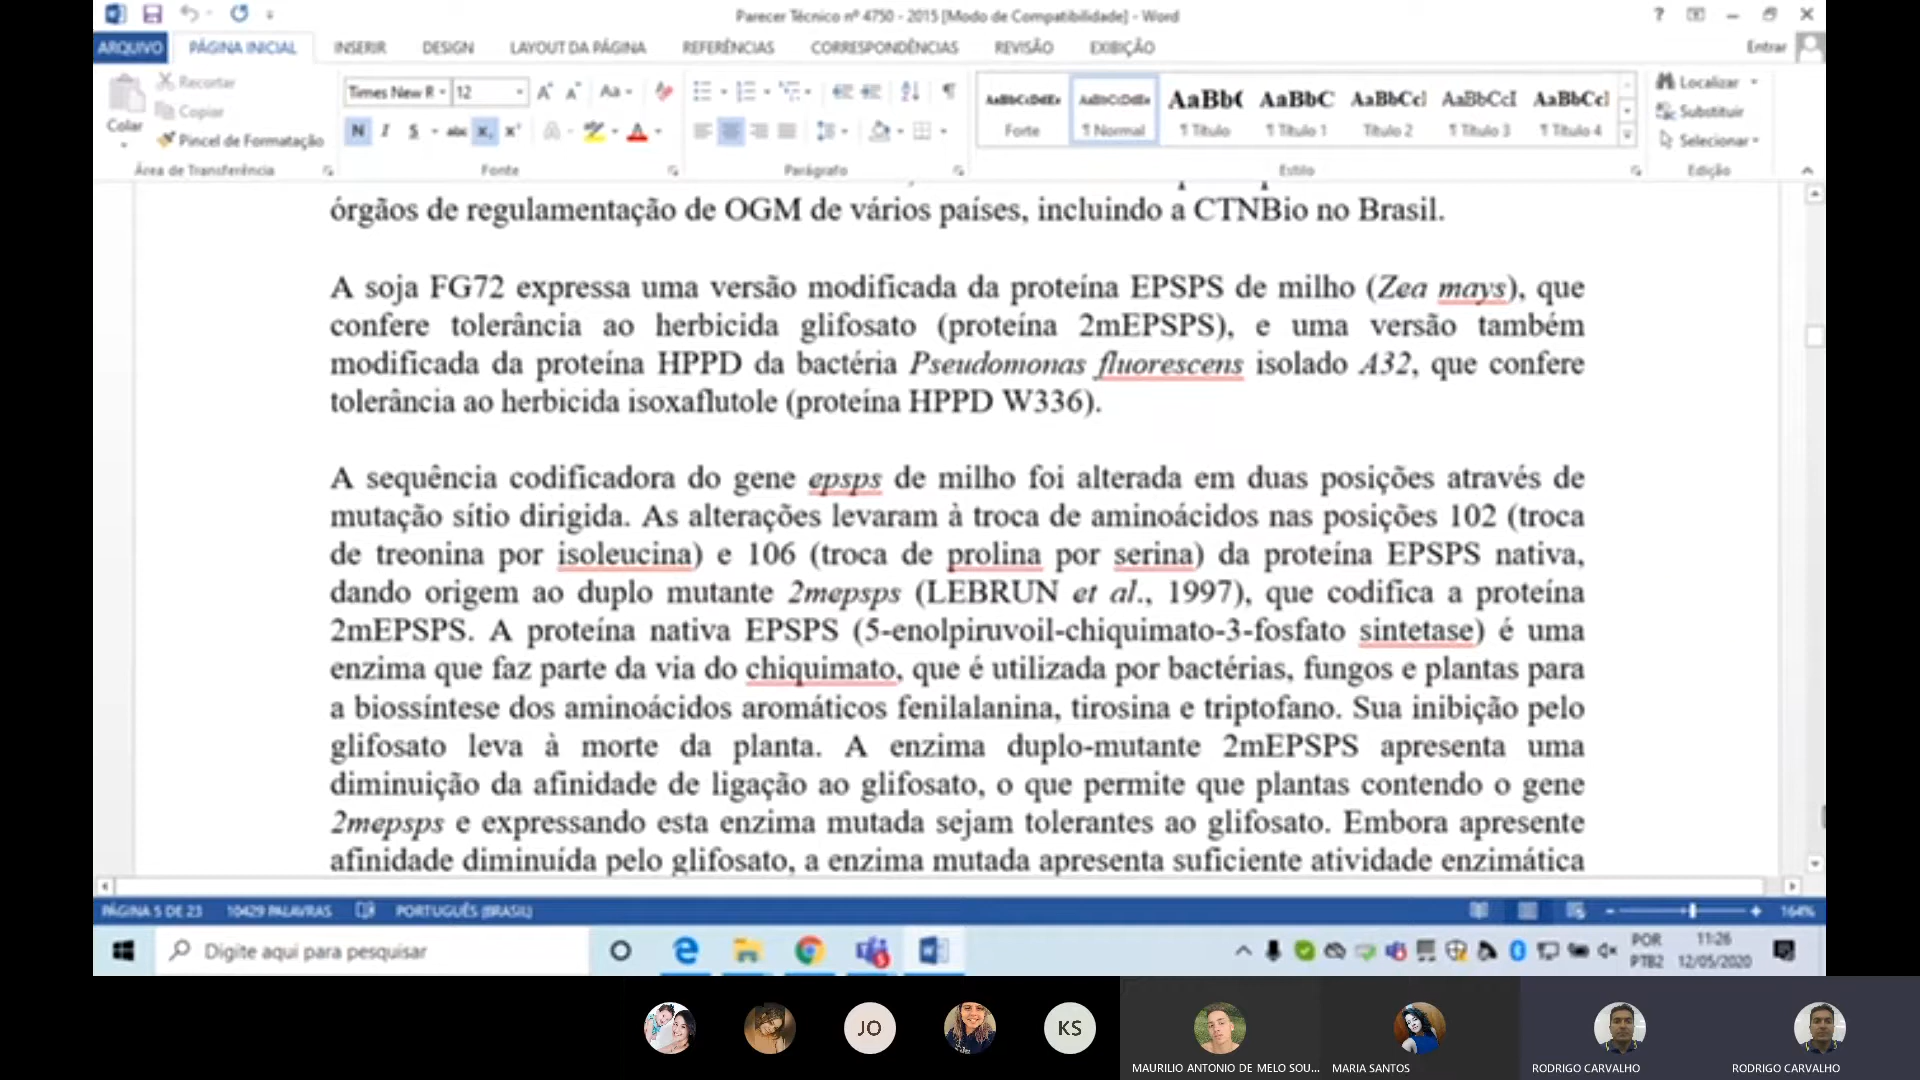 Parecer Técnico nº 4750 - 2015 [Modo de Compatibilidade] - Word
ARQUIVO PÁGINA INICIAL INSERIR DESIGN LAYOUT DA PÁGINA REFERÊNCIAS CORRESPONDÊNCIAS REVISÃO EXIBIÇÃO Entrar
Colar
Recortar
Copiar
Pincel de Formatação
Área de Transferência
Times New R 12
Fonte
Parágrafo
AaBbCcDdEe AaBbCcDdEe AaBb( AaBbC AaBbCcI AaBbCcI AaBbCcI
Forte ¶ Normal ¶ Título ¶ Título 1 Título 2 ¶ Título 3 ¶ Título 4
Estilo
Localizar
Substituir
Selecionar
Edição
órgãos de regulamentação de OGM de vários países, incluindo a CTNBio no Brasil.
A soja FG72 expressa uma versão modificada da proteína EPSPS de milho (Zea mays), que
confere tolerância ao herbicida glifosato (proteína 2mEPSPS), e uma versão também
modificada da proteína HPPD da bactéria Pseudomonas fluorescens isolado A32, que confere
tolerância ao herbicida isoxaflutole (proteína HPPD W336).
A sequência codificadora do gene epsps de milho foi alterada em duas posições através de
mutação sítio dirigida. As alterações levaram à troca de aminoácidos nas posições 102 (troca
de treonina por isoleucina) e 106 (troca de prolina por serina) da proteína EPSPS nativa,
dando origem ao duplo mutante 2mepsps (LEBRUN et al., 1997), que codifica a proteína
2mEPSPS. A proteína nativa EPSPS (5-enolpiruvoil-chiquimato-3-fosfato sintetase) é uma
enzima que faz parte da via do chiquimato, que é utilizada por bactérias, fungos e plantas para
a biossíntese dos aminoácidos aromáticos fenilalanina, tirosina e triptofano. Sua inibição pelo
glifosato leva à morte da planta. A enzima duplo-mutante 2mEPSPS apresenta uma
diminuição da afinidade de ligação ao glifosato, o que permite que plantas contendo o gene
2mepsps e expressando esta enzima mutada sejam tolerantes ao glifosato. Embora apresente
afinidade diminuída pelo glifosato, a enzima mutada apresenta suficiente atividade enzimática
PÁGINA 5 DE 23 10429 PALAVRAS PORTUGUÊS (BRASIL) 164%
Digite aqui para pesquisar
POR 11:26
PTB2 12/05/2020
JO KS
MAURILIO ANTONIO DE MELO SOU... MARIA SANTOS RODRIGO CARVALHO RODRIGO CARVALHO